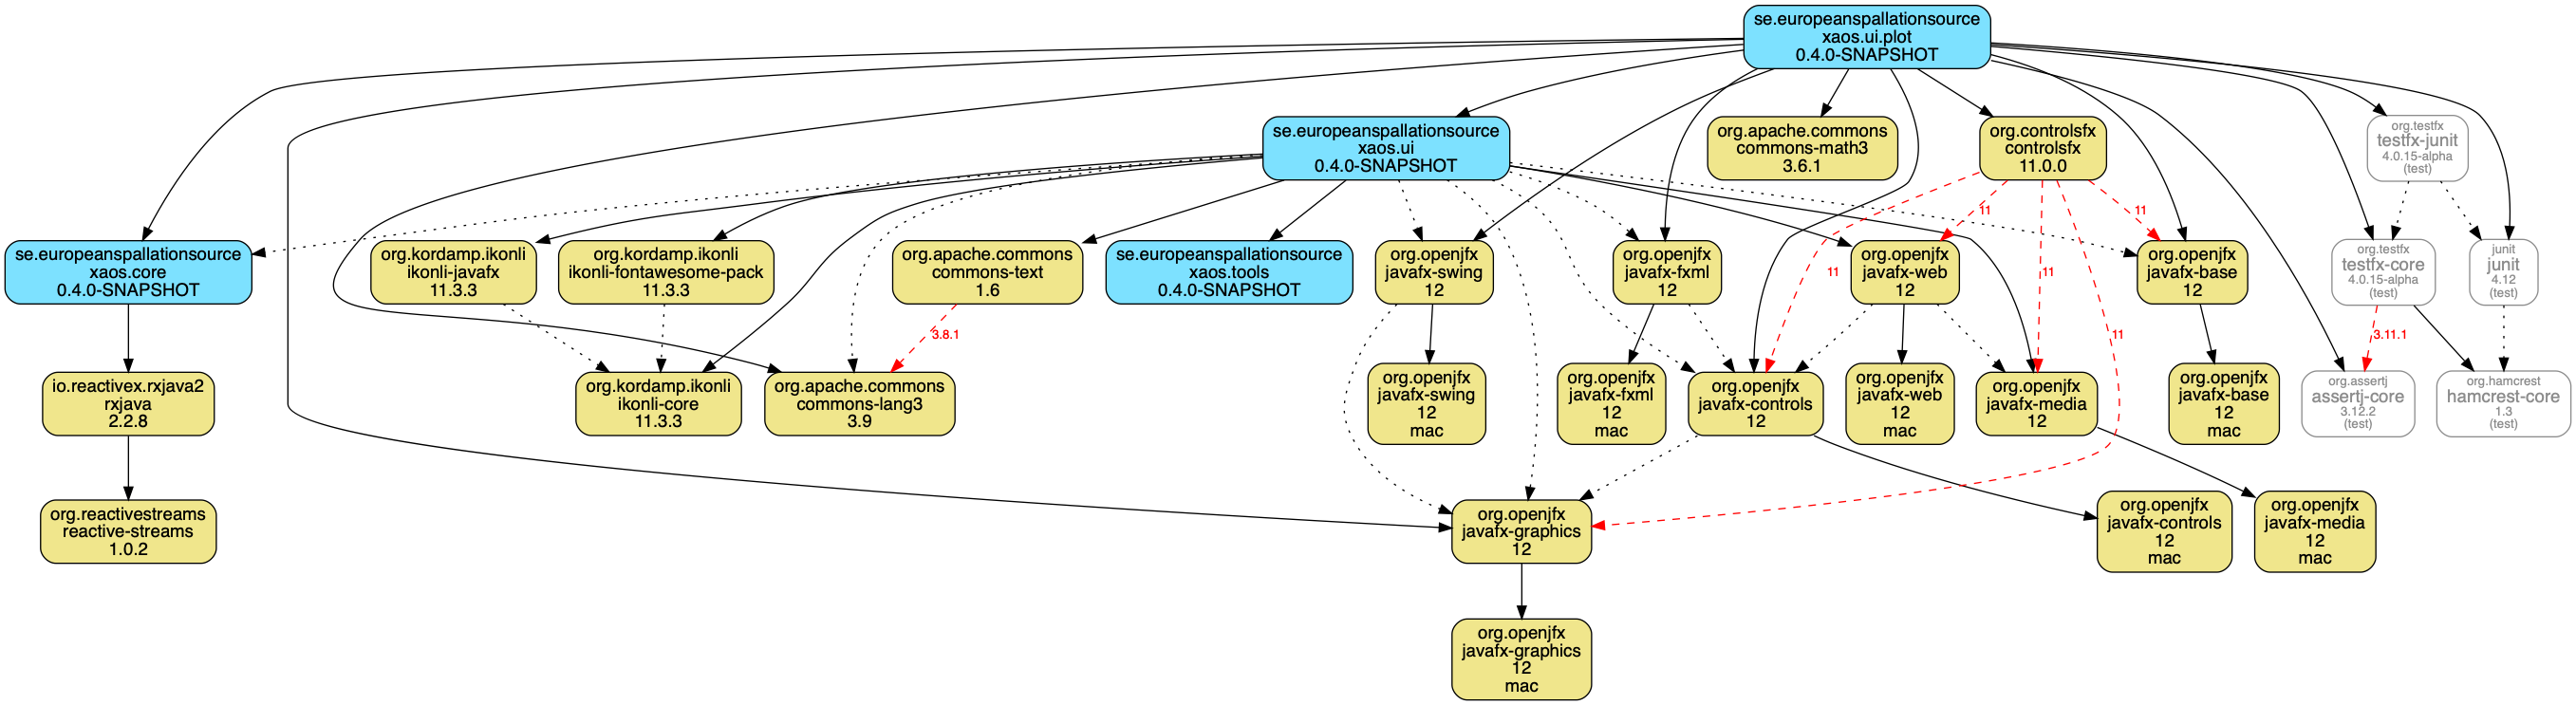 se.europeanspallationsource
xaos.ui.plot
0.4.0-SNAPSHOT
se.europeanspallationsource
xaos.ui
0.4.0-SNAPSHOT
org.apache.commons
commons-math3
3.6.1
org.controlsfx
controlsfx
11.0.0
org.testfx
testfx-junit
4.0.15-alpha
(test)
11
11
11
11
11
se.europeanspallationsource
xaos.core
0.4.0-SNAPSHOT
org.kordamp.ikonli
ikonli-javafx
11.3.3
org.kordamp.ikonli
ikonli-fontawesome-pack
11.3.3
org.apache.commons
commons-text
1.6
se.europeanspallationsource
xaos.tools
0.4.0-SNAPSHOT
org.openjfx
javafx-swing
12
org.openjfx
javafx-fxml
12
org.openjfx
javafx-web
12
org.openjfx
javafx-base
12
org.testfx
testfx-core
4.0.15-alpha
(test)
junit
junit
4.12
(test)
3.8.1
3.11.1
io.reactivex.rxjava2
rxjava
2.2.8
org.kordamp.ikonli
ikonli-core
11.3.3
org.apache.commons
commons-lang3
3.9
org.openjfx
javafx-swing
12
mac
org.openjfx
javafx-fxml
12
mac
org.openjfx
javafx-controls
12
org.openjfx
javafx-web
12
mac
org.openjfx
javafx-media
12
org.openjfx
javafx-base
12
mac
org.assertj
assertj-core
3.12.2
(test)
org.hamcrest
hamcrest-core
1.3
(test)
org.reactivestreams
reactive-streams
1.0.2
org.openjfx
javafx-graphics
12
org.openjfx
javafx-controls
12
mac
org.openjfx
javafx-media
12
mac
org.openjfx
javafx-graphics
12
mac